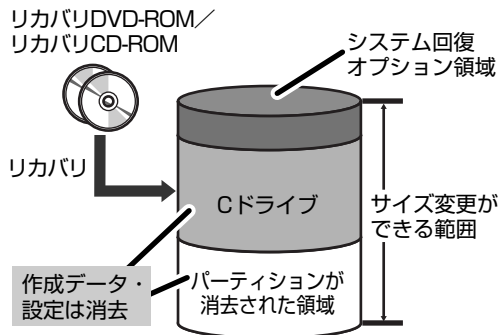 リカバリDVD-ROM／
リカバリCD-ROM
システム回復
オプション領域
リカバリ
Cドライブ
サイズ変更が
できる範囲
作成データ・
設定は消去
パーティションが
消去された領域